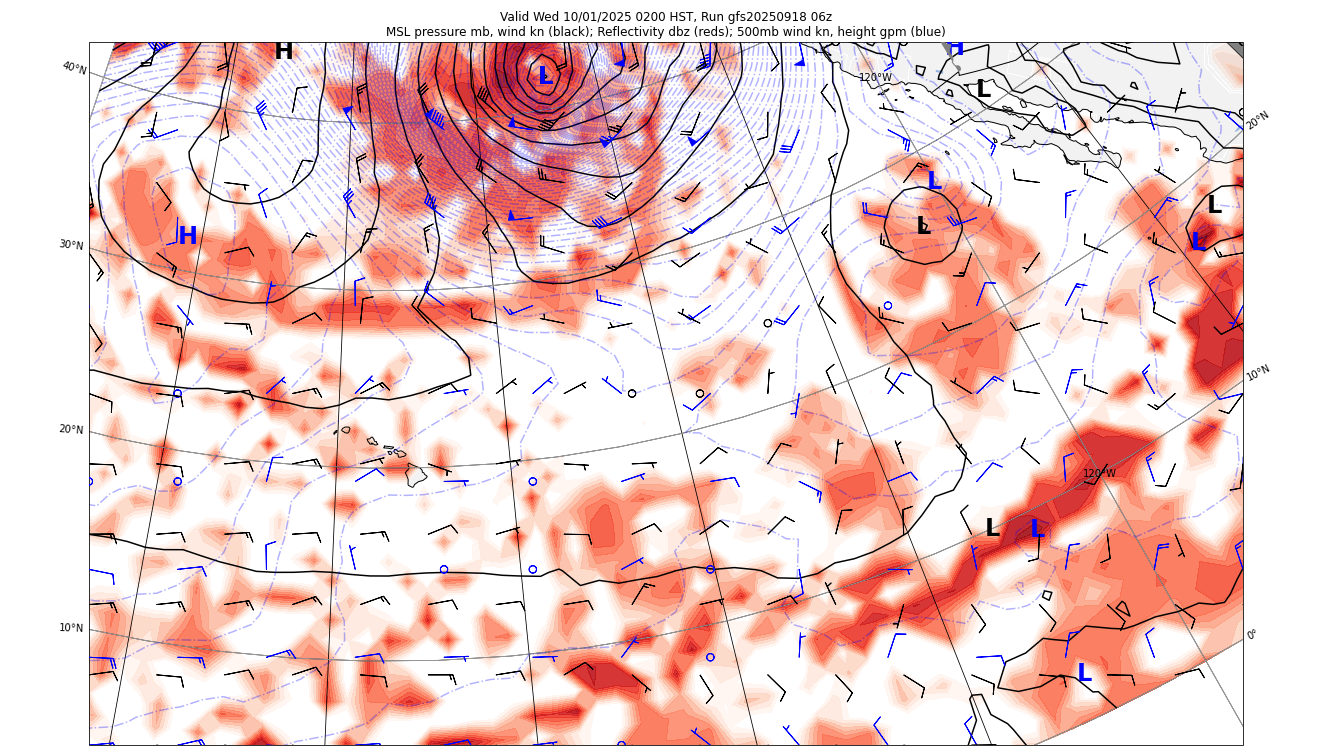 Valid Wed 10/01/2025 0200 HST, Run gfs20250918 06z
MSL pressure mb, wind kn (black); Reflectivity dbz (reds); 500mb wind kn, height gpm (blue)
H
H
L
40°N
120°W
L
20°N
L
L
L
H
L
30°N
10°N
20°N
120°W
L
L
10°N
0°
L